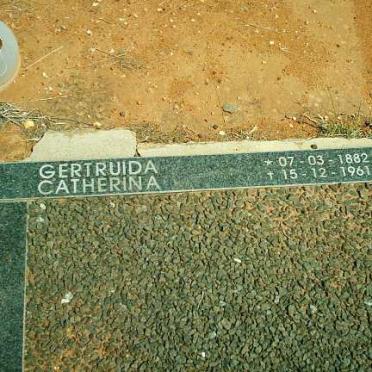 GERTRUIDA
CATHERINA
* 07 - 03 - 1882
† 15 - 12 - 1961